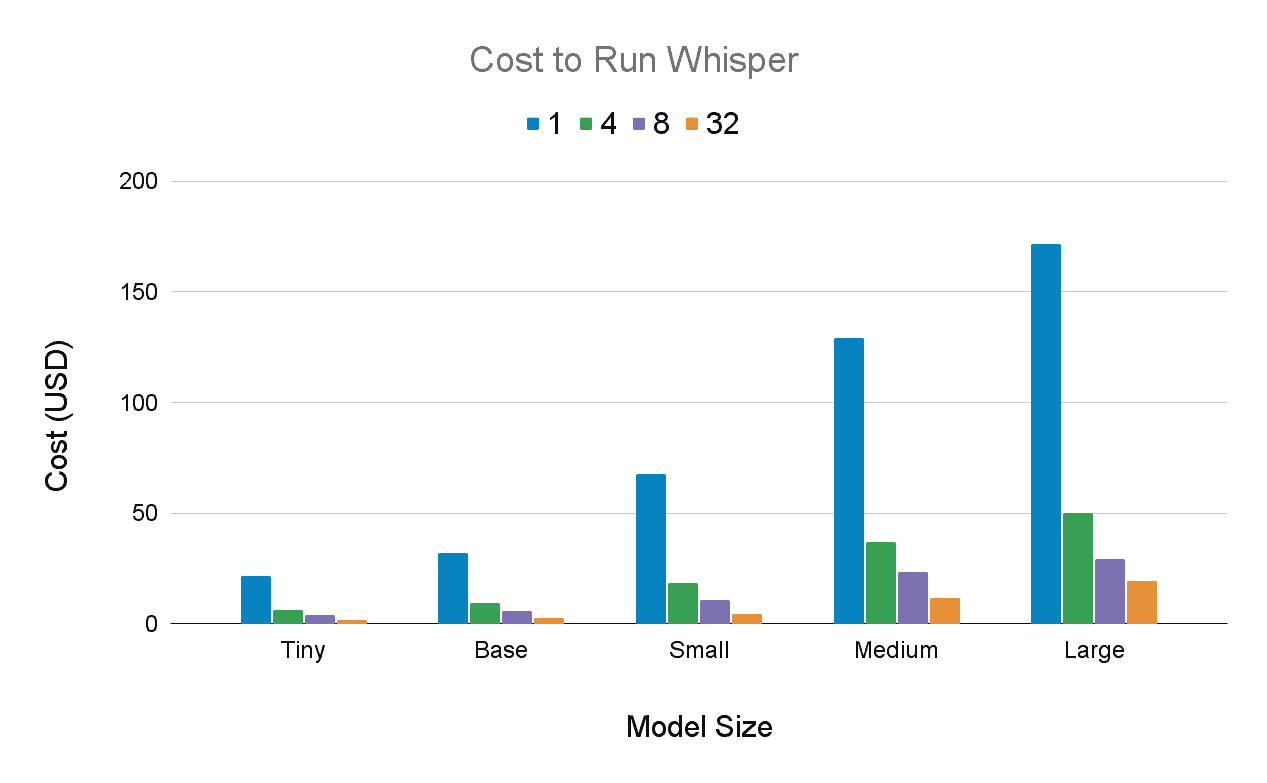 Cost to Run Whisper
1 4 8 32
200
150
100
50
0
Cost (USD)
Tiny Base Small Medium Large
Model Size